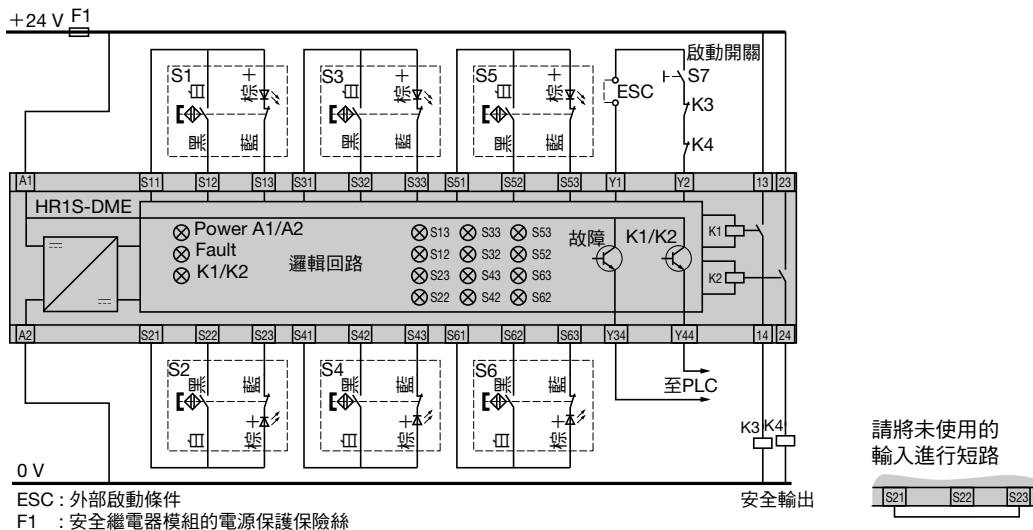 +24 V F1
啟動開關
S1 白 棕 +
S3 白 棕 +
S5 白 棕 +
ESC
S7
K3
K4
黑 藍
黑 藍
黑 藍
A1 S11 S12 S13 S31 S32 S33 S51 S52 S53 Y1 Y2 13 23
HR1S-DME
Power A1/A2
Fault
K1/K2
邏輯回路
S13 S33 S53
S12 S32 S52
S23 S43 S63
S22 S42 S62
故障
K1/K2
K1
K2
A2 S21 S22 S23 S41 S42 S43 S61 S62 S63 Y34 Y44 14 24
S2 黑 藍
S4 黑 藍
S6 黑 藍
白 棕 +
白 棕 +
白 棕 +
至PLC
K3 K4
0 V
安全輸出
ESC : 外部啟動條件
F1 : 安全繼電器模組的電源保護保險絲
請將未使用的
輸入進行短路
S21 S22 S23